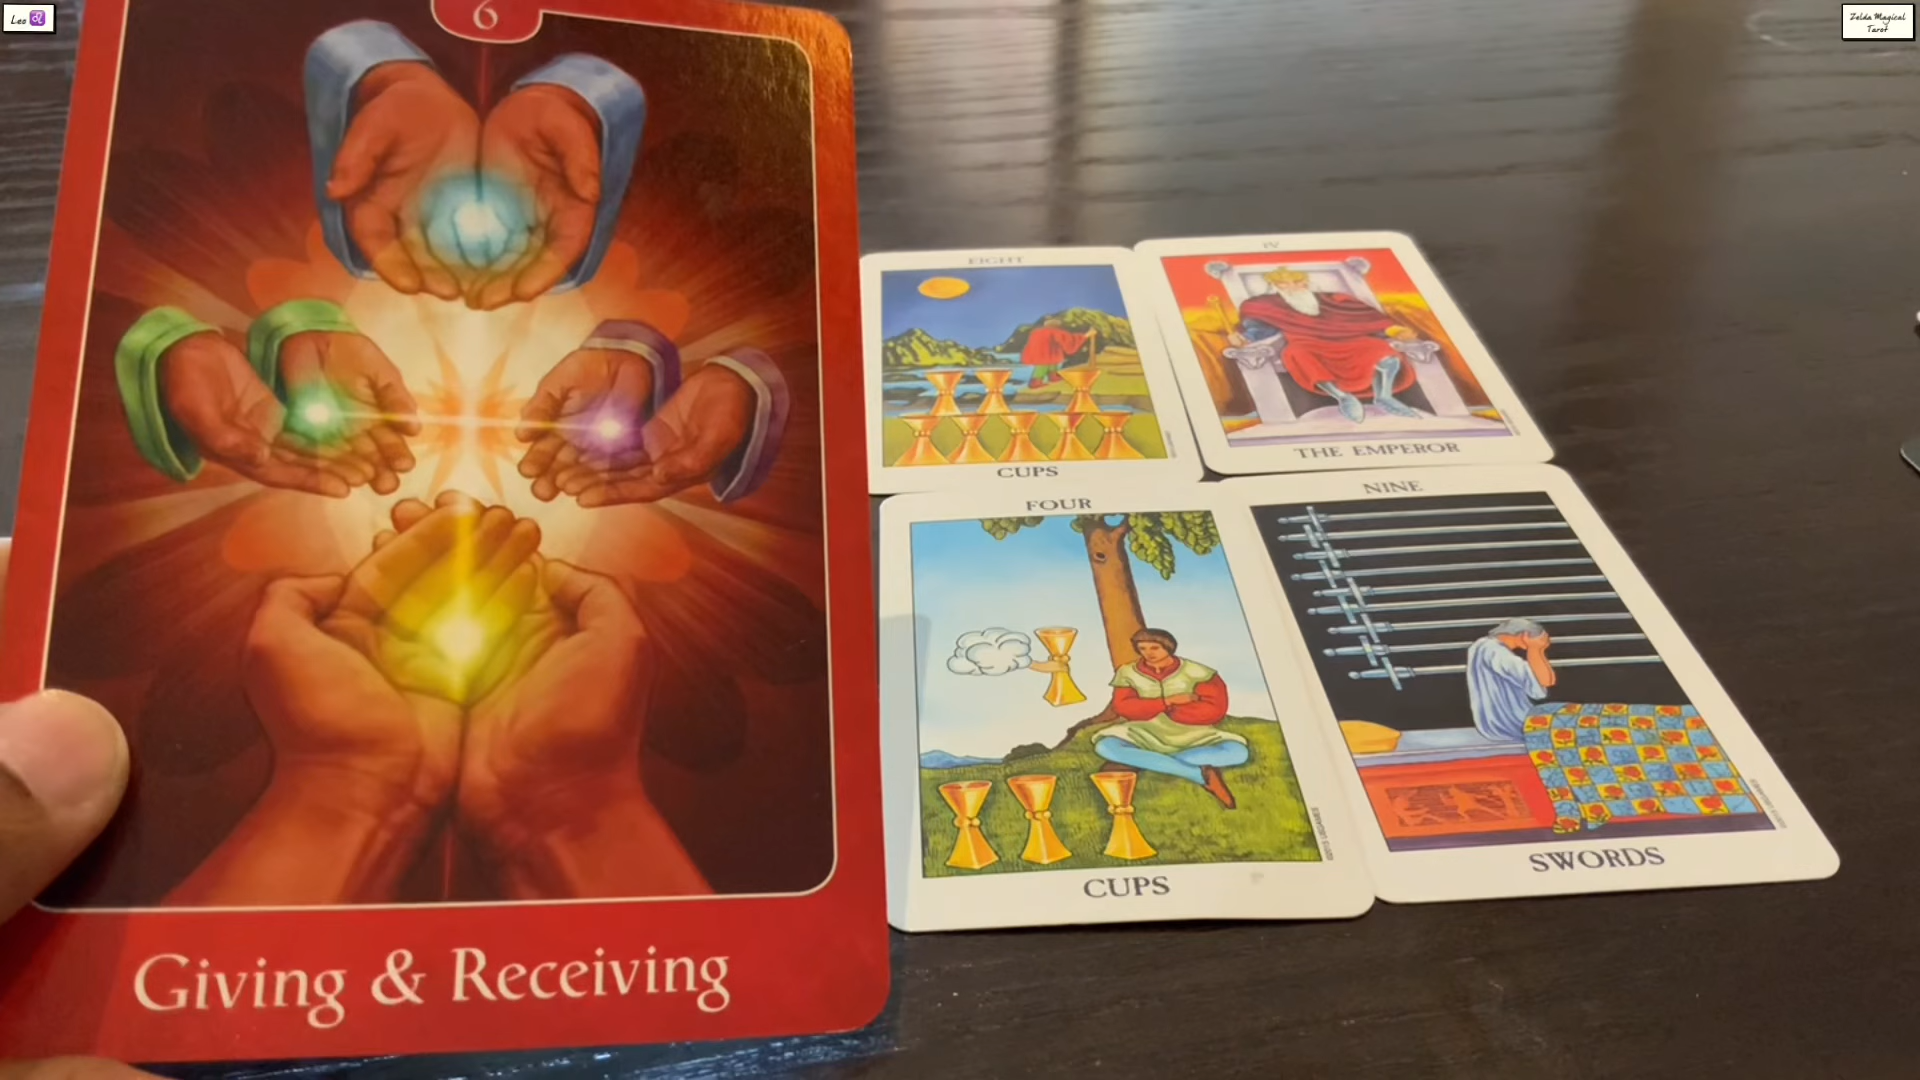 Leo ♌
Zelda Magical
Tarot
6
Giving & Receiving
EIGHT
CUPS
IV
THE EMPEROR
FOUR
CUPS
NINE
SWORDS